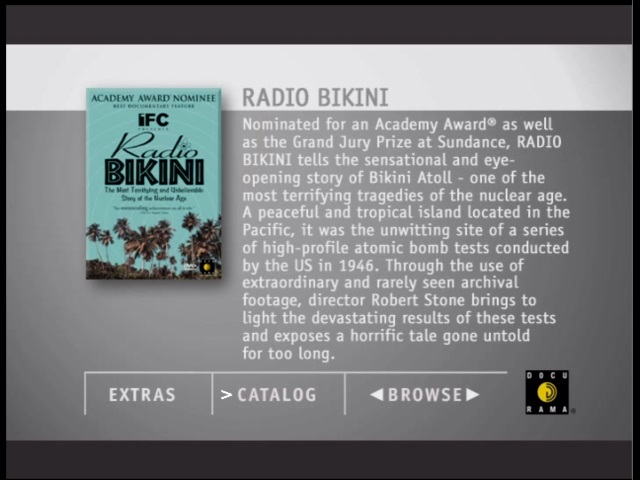 ACADEMY AWARD NOMINEE
BEST DOCUMENTARY FEATURE
IFC
PRESENTS
Radio
BIKINI
The Most Terrifying and Unbelievable
Story of the Nuclear Age
RADIO BIKINI
Nominated for an Academy Award® as well
as the Grand Jury Prize at Sundance, RADIO
BIKINI tells the sensational and eye-
opening story of Bikini Atoll - one of the
most terrifying tragedies of the nuclear age.
A peaceful and tropical island located in the
Pacific, it was the unwitting site of a series
of high-profile atomic bomb tests conducted
by the US in 1946. Through the use of
extraordinary and rarely seen archival
footage, director Robert Stone brings to
light the devastating results of these tests
and exposes a horrific tale gone untold
for too long.
EXTRAS >CATALOG ◄BROWSE►
DOCU
RAMA®